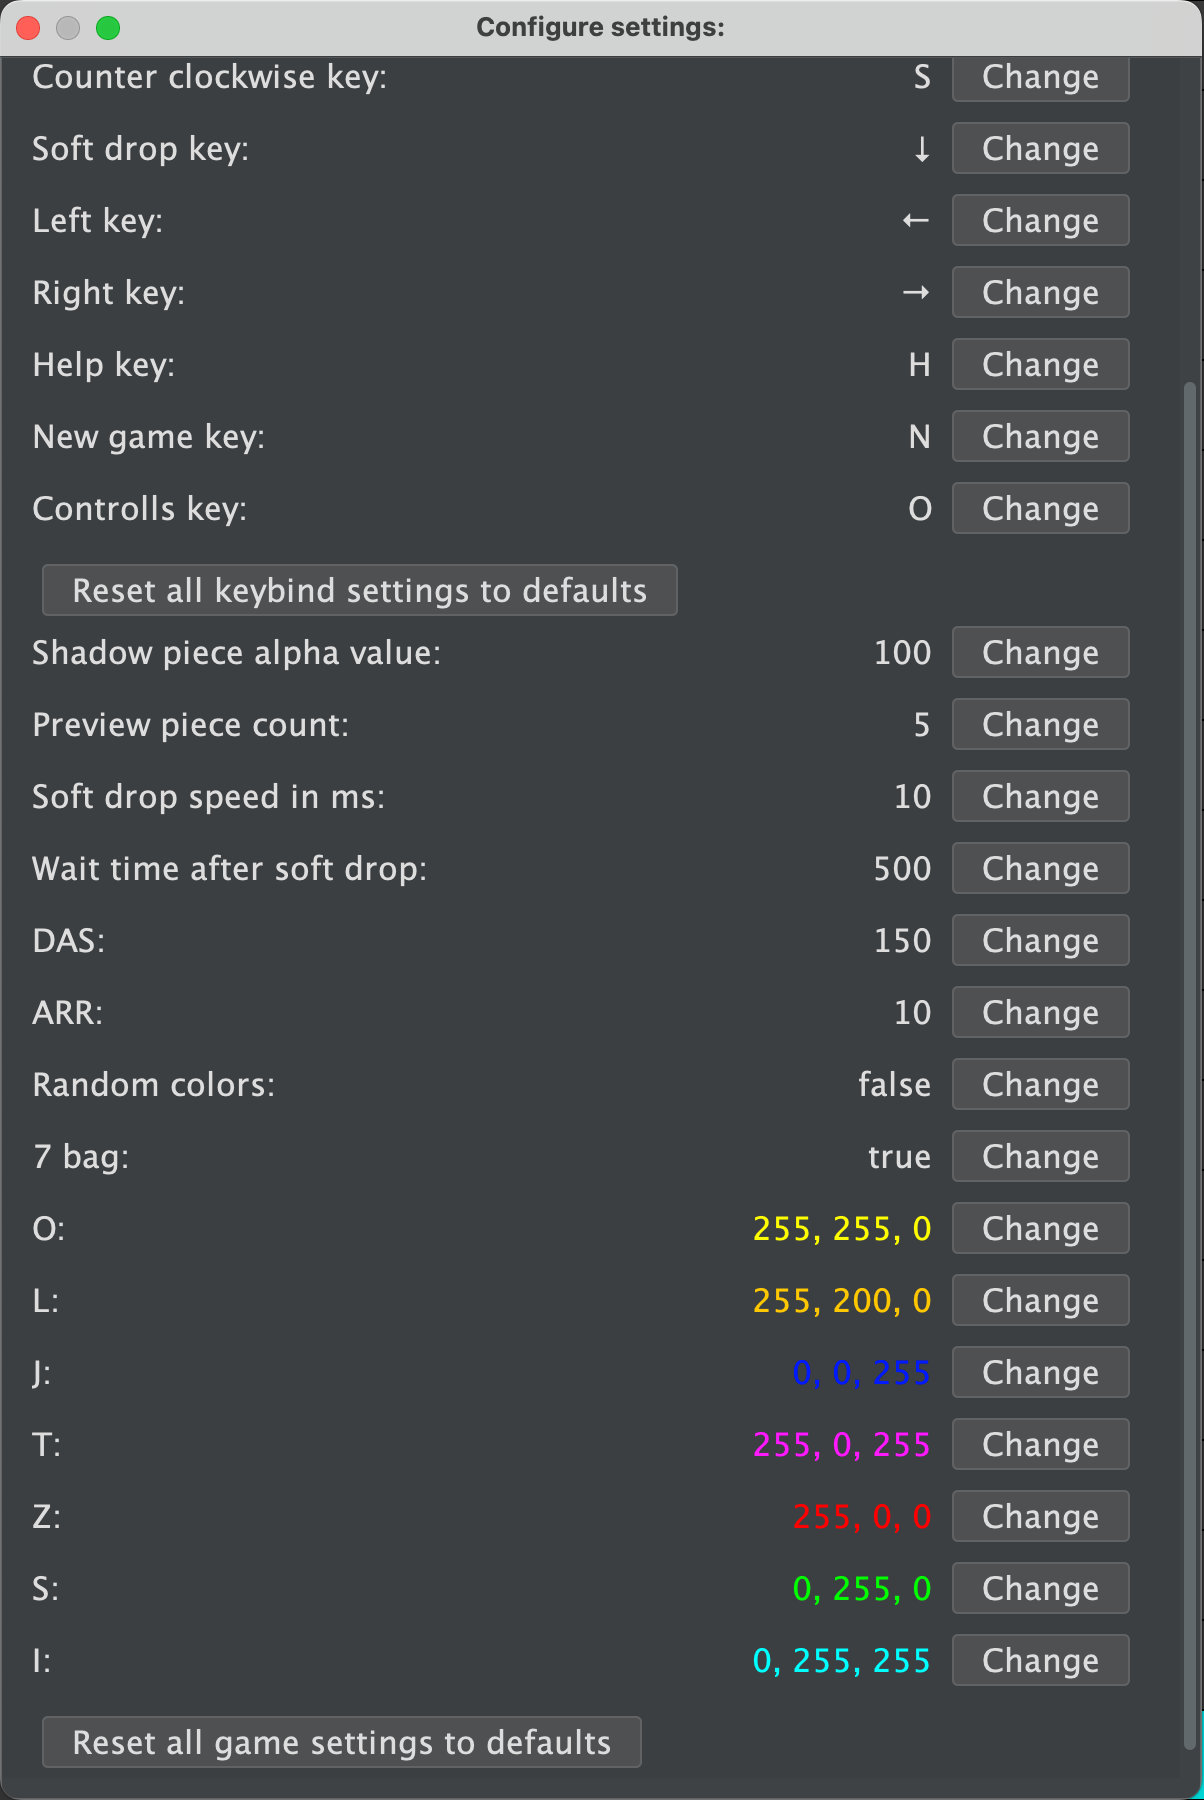 Configure settings:
Counter clockwise key: S Change
Soft drop key: ↓ Change
Left key: ← Change
Right key: → Change
Help key: H Change
New game key: N Change
Controlls key: O Change
Reset all keybind settings to defaults
Shadow piece alpha value: 100 Change
Preview piece count: 5 Change
Soft drop speed in ms: 10 Change
Wait time after soft drop: 500 Change
DAS: 150 Change
ARR: 10 Change
Random colors: false Change
7 bag: true Change
O: 255, 255, 0 Change
L: 255, 200, 0 Change
J: 0, 0, 255 Change
T: 255, 0, 255 Change
Z: 255, 0, 0 Change
S: 0, 255, 0 Change
I: 0, 255, 255 Change
Reset all game settings to defaults